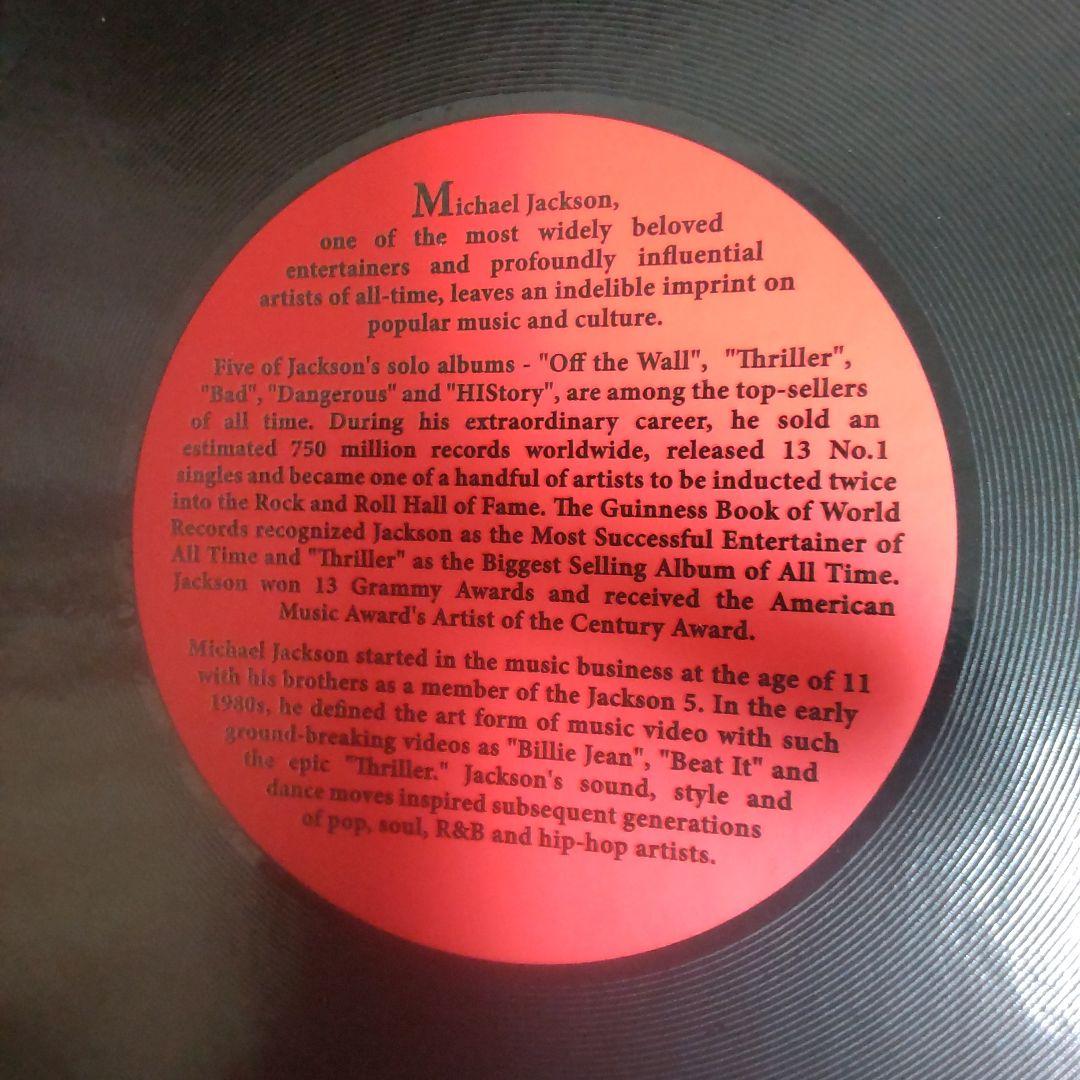 Michael Jackson,
one of the most widely beloved
entertainers and profoundly influential
artists of all-time, leaves an indelible imprint on
popular music and culture.
Five of Jackson's solo albums - "Off the Wall", "Thriller",
"Bad", "Dangerous" and "HIStory", are among the top-sellers
of all time. During his extraordinary career, he sold an
estimated 750 million records worldwide, released 13 No.1
singles and became one of a handful of artists to be inducted twice
into the Rock and Roll Hall of Fame. The Guinness Book of World
Records recognized Jackson as the Most Successful Entertainer of
All Time and "Thriller" as the Biggest Selling Album of All Time.
Jackson won 13 Grammy Awards and received the American
Music Award's Artist of the Century Award.
Michael Jackson started in the music business at the age of 11
with his brothers as a member of the Jackson 5. In the early
1980s, he defined the art form of music video with such
ground-breaking videos as "Billie Jean", "Beat It" and
the epic "Thriller." Jackson's sound, style and
dance moves inspired subsequent generations
of pop, soul, R&B and hip-hop artists.